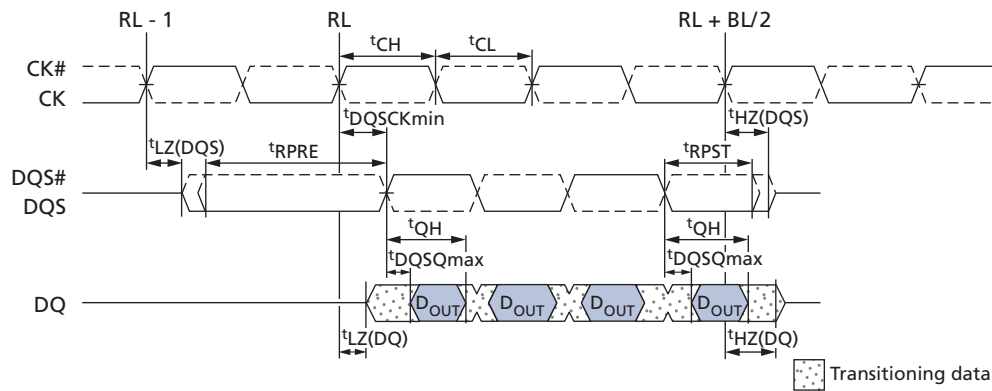 RL - 1 RL RL + BL/2
tCH tCL
CK#
CK
tDQSCKmin tHZ(DQS)
tLZ(DQS) tRPRE tRPST
DQS#
DQS
tQH tQH
tDQSQmax tDQSQmax
DQ DOUT DOUT DOUT DOUT
tLZ(DQ) tHZ(DQ)
Transitioning data